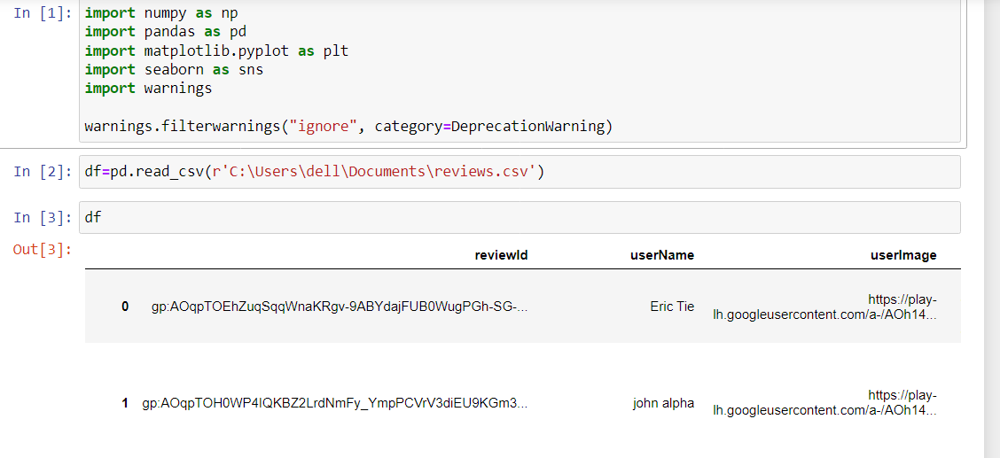 In [1]: import numpy as np
import pandas as pd
import matplotlib.pyplot as plt
import seaborn as sns
import warnings
warnings.filterwarnings("ignore", category=DeprecationWarning)
In [2]: df=pd.read_csv(r'C:\Users\dell\Documents\reviews.csv')
In [3]: df
Out[3]:
reviewId userName userImage
0 gp:AOqpTOEhZuqSqqWnaKRgv-9ABYdajFUB0WugPGh-SG-... Eric Tie https://play-
lh.googleusercontent.com/a-/AOh14...
1 gp:AOqpTOH0WP4IQKBZ2LrdNmFy_YmpPCVrV3diEU9KGm3... john alpha https://play-
lh.googleusercontent.com/a-/AOh14...